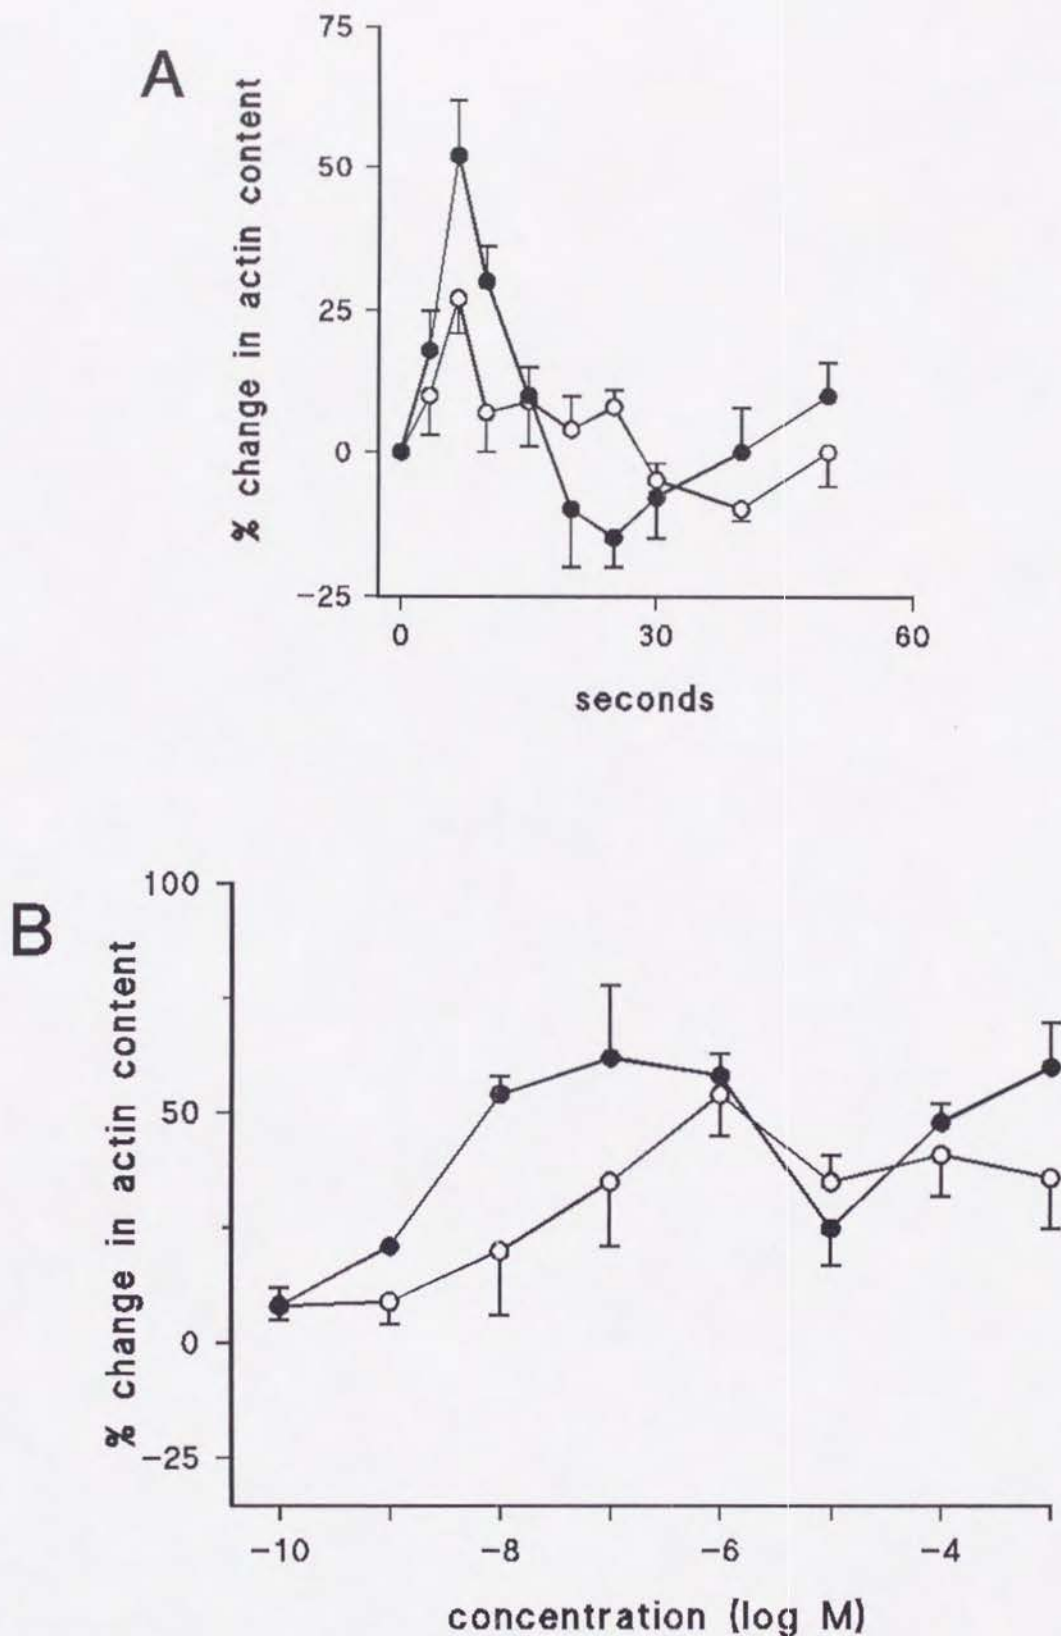 A
% change in actin content
75
50
25
0
−25
0 30 60
seconds
B
% change in actin content
100
50
0
−25
−10 −8 −6 −4
concentration (log M)